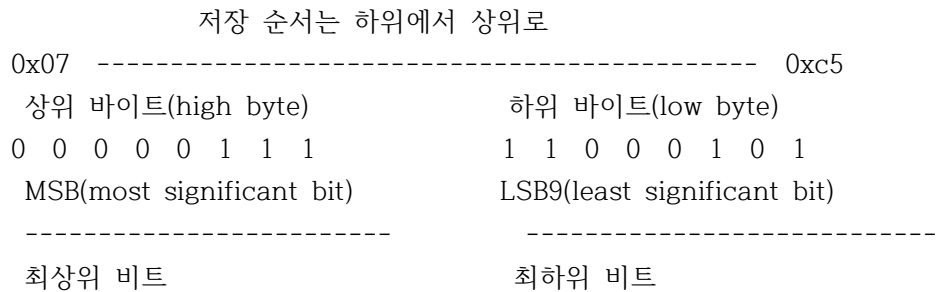 저장 순서는 하위에서 상위로
0x07 --------------------------------------------- 0xc5
상위 바이트(high byte) 하위 바이트(low byte)
0 0 0 0 0 1 1 1 1 1 0 0 0 1 0 1
MSB(most significant bit) LSB9(least significant bit)
------------------------- ----------------------------
최상위 비트 최하위 비트